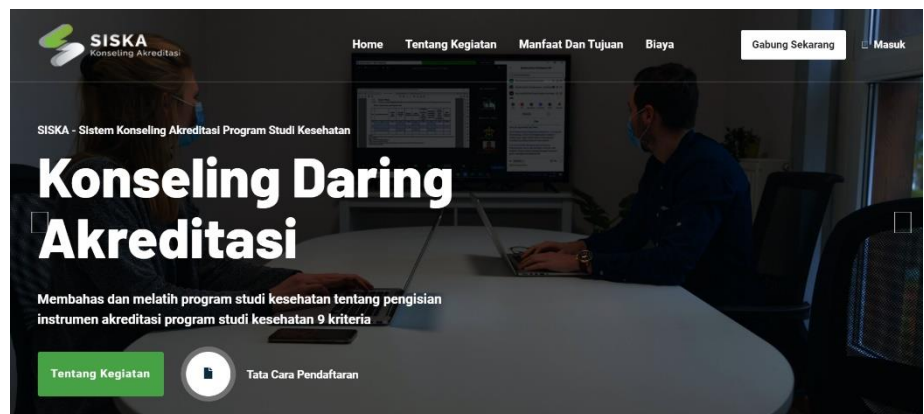 SISKA
Konseling Akreditasi
Home Tentang Kegiatan Manfaat Dan Tujuan Biaya Gabung Sekarang Masuk
SISKA - Sistem Konseling Akreditasi Program Studi Kesehatan
Konseling Daring
Akreditasi
Membahas dan melatih program studi kesehatan tentang pengisian
instrumen akreditasi program studi kesehatan 9 kriteria
Tentang Kegiatan Tata Cara Pendaftaran